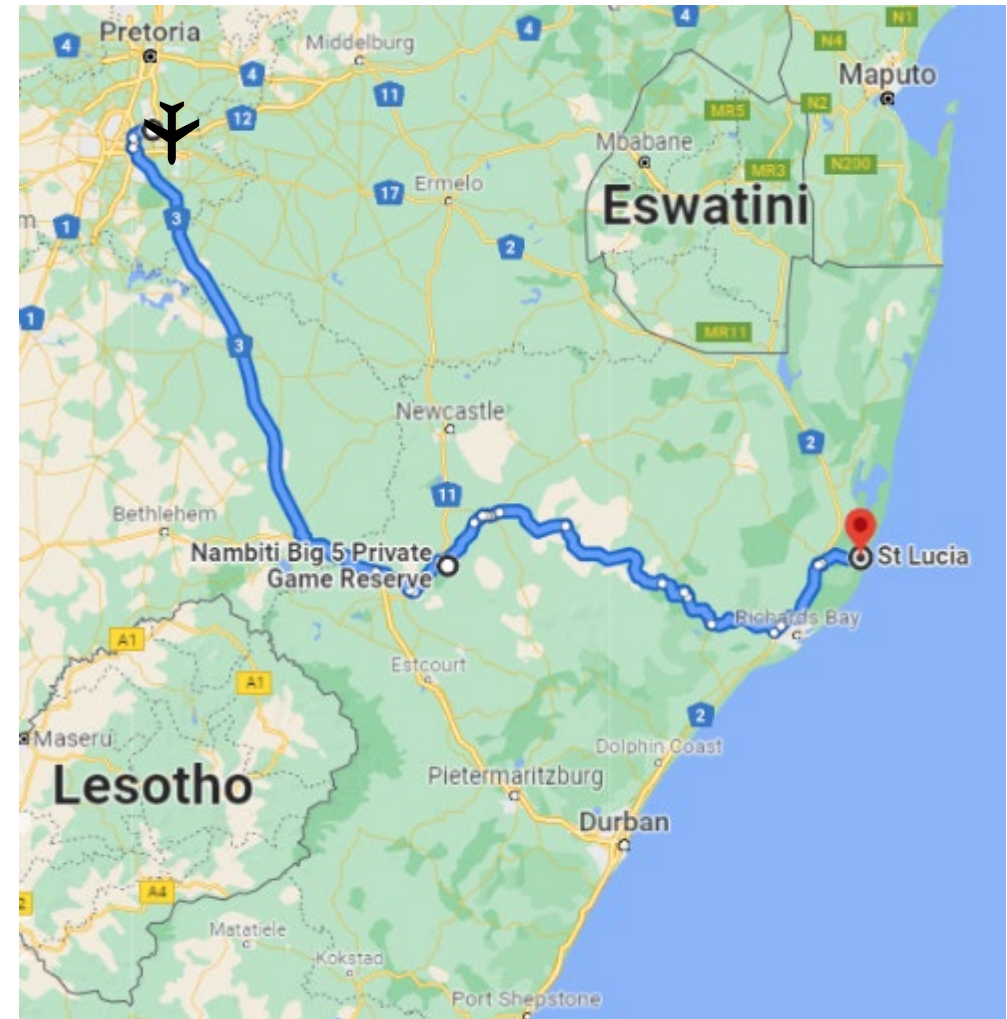 N1
4
4
4
Pretoria
Middelburg
N4
Maputo
4
11
MR5
N2
12
Mbabane
MR3
N200
17
Ermelo
Eswatini
3
1
m
2
1
3
MR11
Newcastle
2
11
Bethlehem
Nambiti Big 5 Private
Game Reserve
St Lucia
Richards Bay
A1
Estcourt
A1
2
Maseru
Dolphin Coast
Lesotho
Pietermaritzburg
Durban
A4
2
Matatiele
Kokstad
Port Shepstone